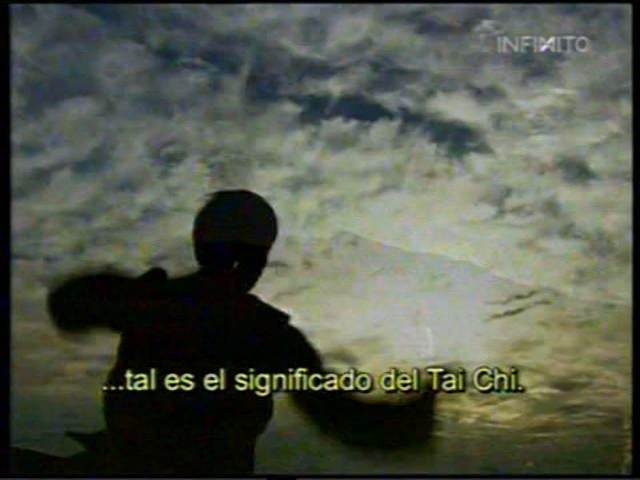 INFINITO
...tal es el significado del Tai Chi.